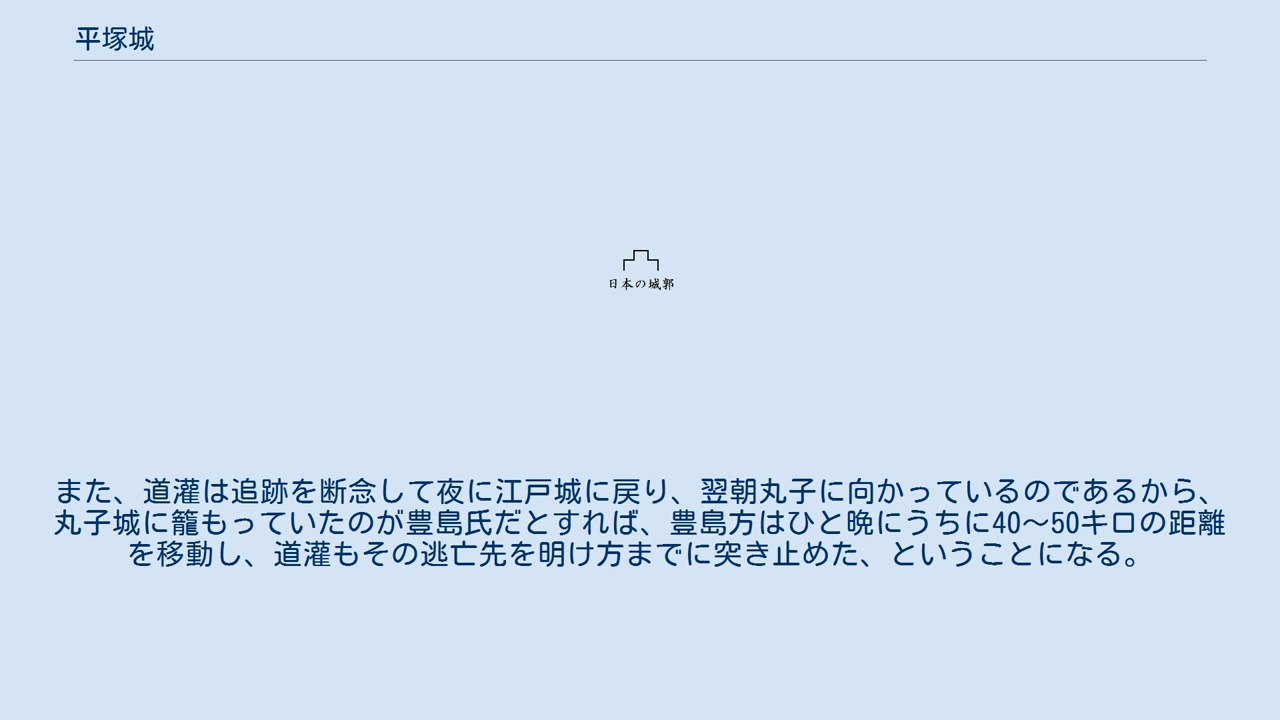 平塚城
日本の城郭
また、道灌は追跡を断念して夜に江戸城に戻り、翌朝丸子に向かっているのであるから、
丸子城に籠もっていたのが豊島氏だとすれば、豊島方はひと晩にうちに40〜50キロの距離
を移動し、道灌もその逃亡先を明け方までに突き止めた、ということになる。